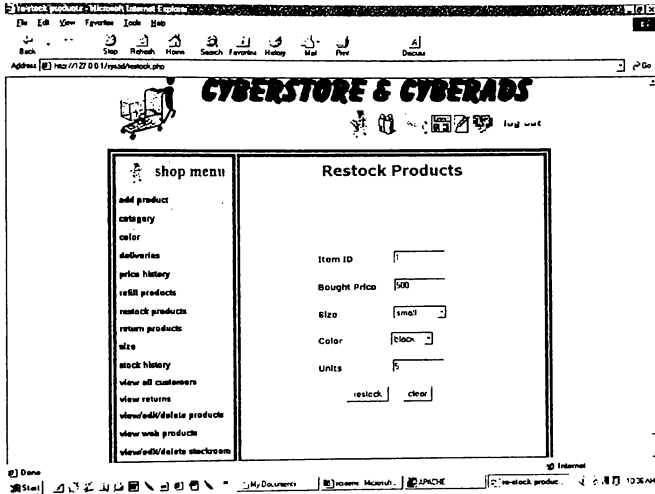 restock products - Microsoft Internet Explorer
File Edit View Favorites Tools Help
Back Stop Refresh Home Search Favorites History Mail Print Discuss
Address http://127.0.0.1/
restock.php Go
CYBERSTORE & CYBERADS
log out
shop menu
add product
category
color
deliveries
price history
refill products
restock products
return products
size
stock history
view all customers
view returns
view/edit/delete products
view web products
view/edit/delete stockroom
Restock Products
Item ID 1
Bought Price 500
Size small
Color black
Units 5
restock clear
Done Internet
Start My Documents Microsoft... APACHE re-stock produc... 10:36 AM